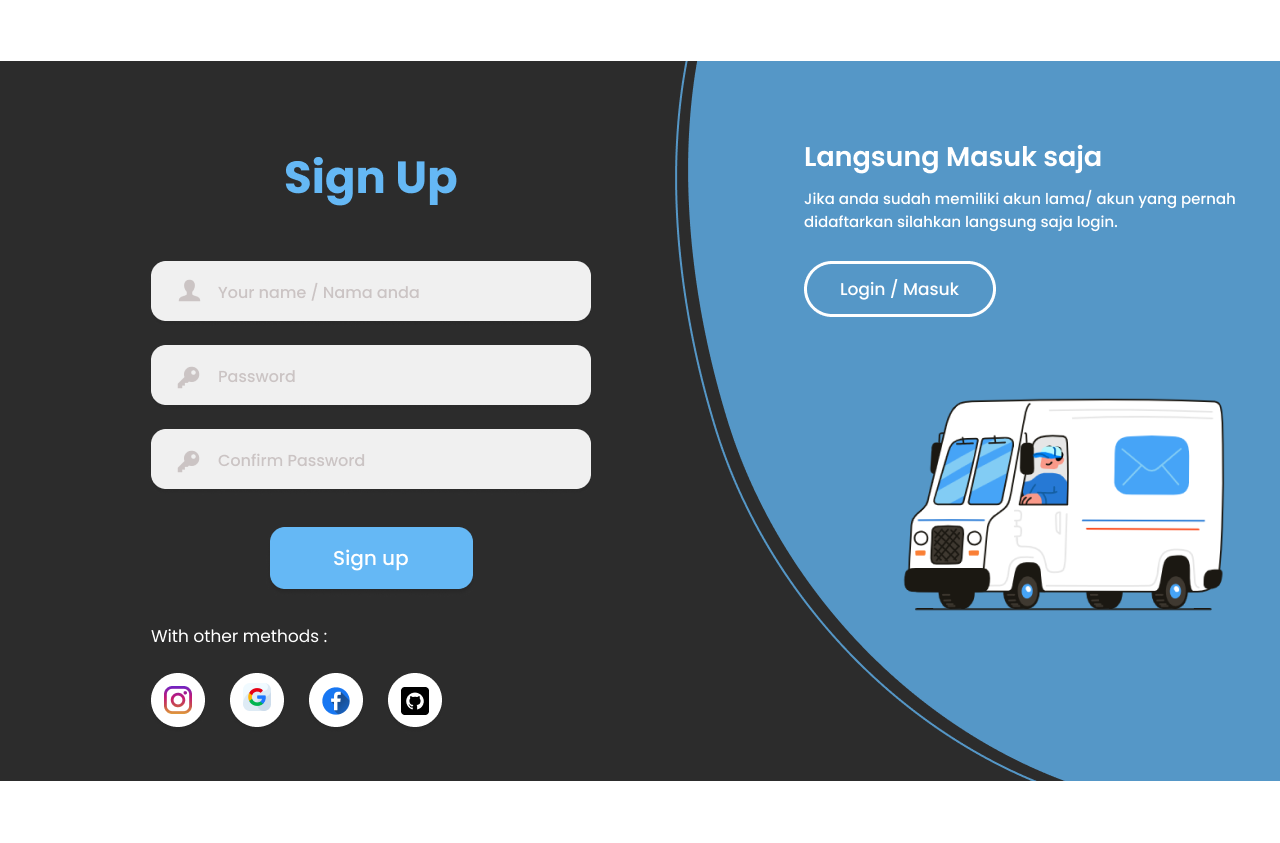 Sign Up
Your name / Nama anda
Password
Confirm Password
Sign up
With other methods :
Langsung Masuk saja
Jika anda sudah memiliki akun lama/ akun yang pernah
didaftarkan silahkan langsung saja login.
Login / Masuk